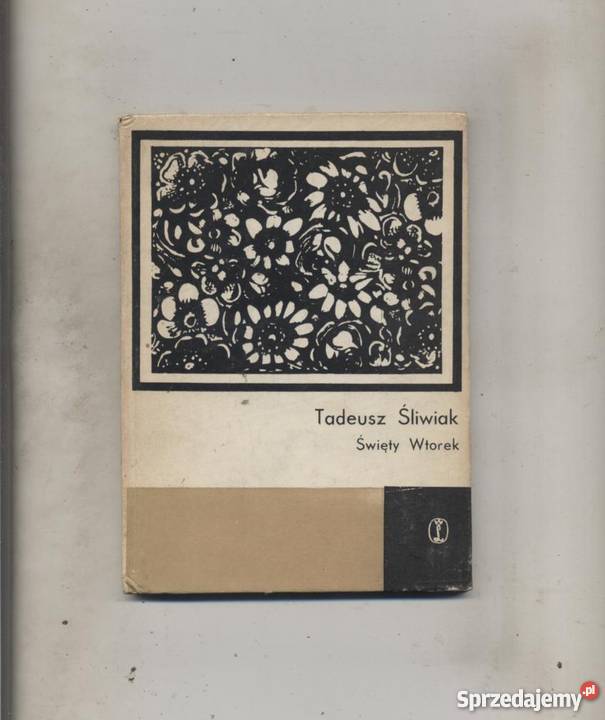 Tadeusz Śliwiak
Święty Wtorek
Sprzedajemy.pl